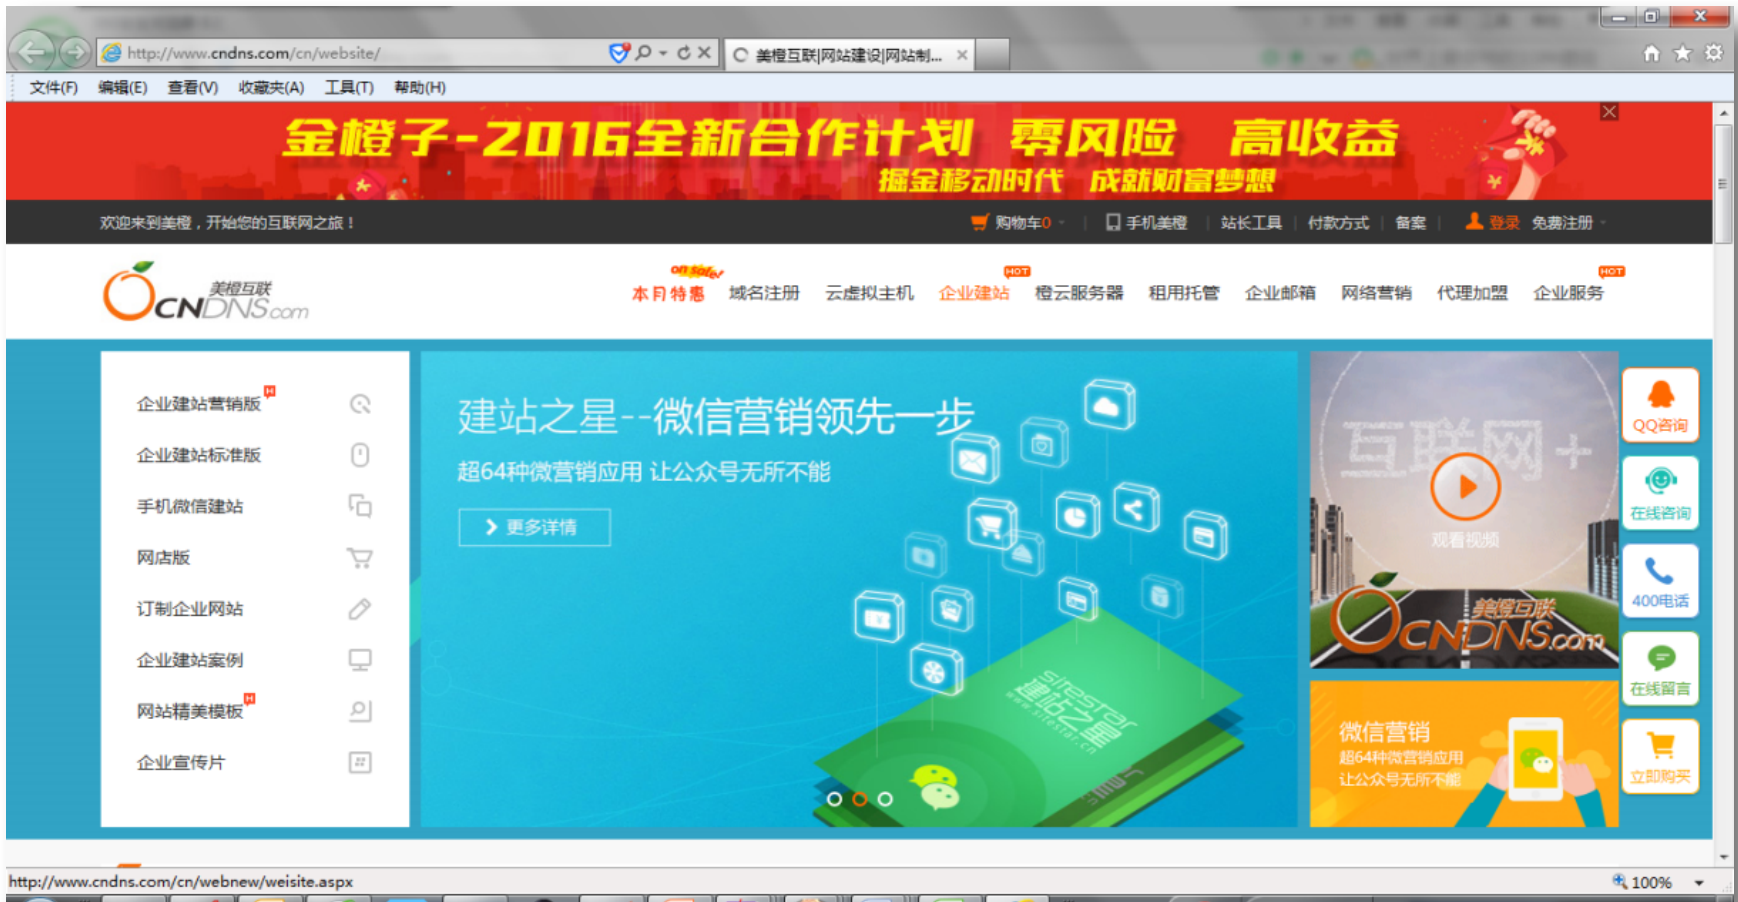 http://www.cndns.com/cn/website/
美橙互联|网站建设|网站制...
文件(F) 编辑(E) 查看(V) 收藏夹(A) 工具(T) 帮助(H)
金橙子-2016全新合作计划 零风险 高收益
掘金移动时代 成就财富梦想
欢迎来到美橙，开始您的互联网之旅！
购物车0 手机美橙 站长工具 付款方式 备案 登录 免费注册
美橙互联
CNDNS.com
on sale!
HOT
HOT
本月特惠 域名注册 云虚拟主机 企业建站 橙云服务器 租用托管 企业邮箱 网络营销 代理加盟 企业服务
企业建站营销版 H
企业建站标准版
手机微信建站
网店版
订制企业网站
企业建站案例
网站精美模板 H
企业宣传片
建站之星--微信营销领先一步
超64种微营销应用 让公众号无所不能
更多详情
sitestar
建站之星
www.sitestar.cn
互联网+
观看视频
美橙互联
CNDNS.com
微信营销
超64种微营销应用
让公众号无所不能
QQ咨询
在线咨询
400电话
在线留言
立即购买
http://www.cndns.com/cn/webnew/weisite.aspx
100%